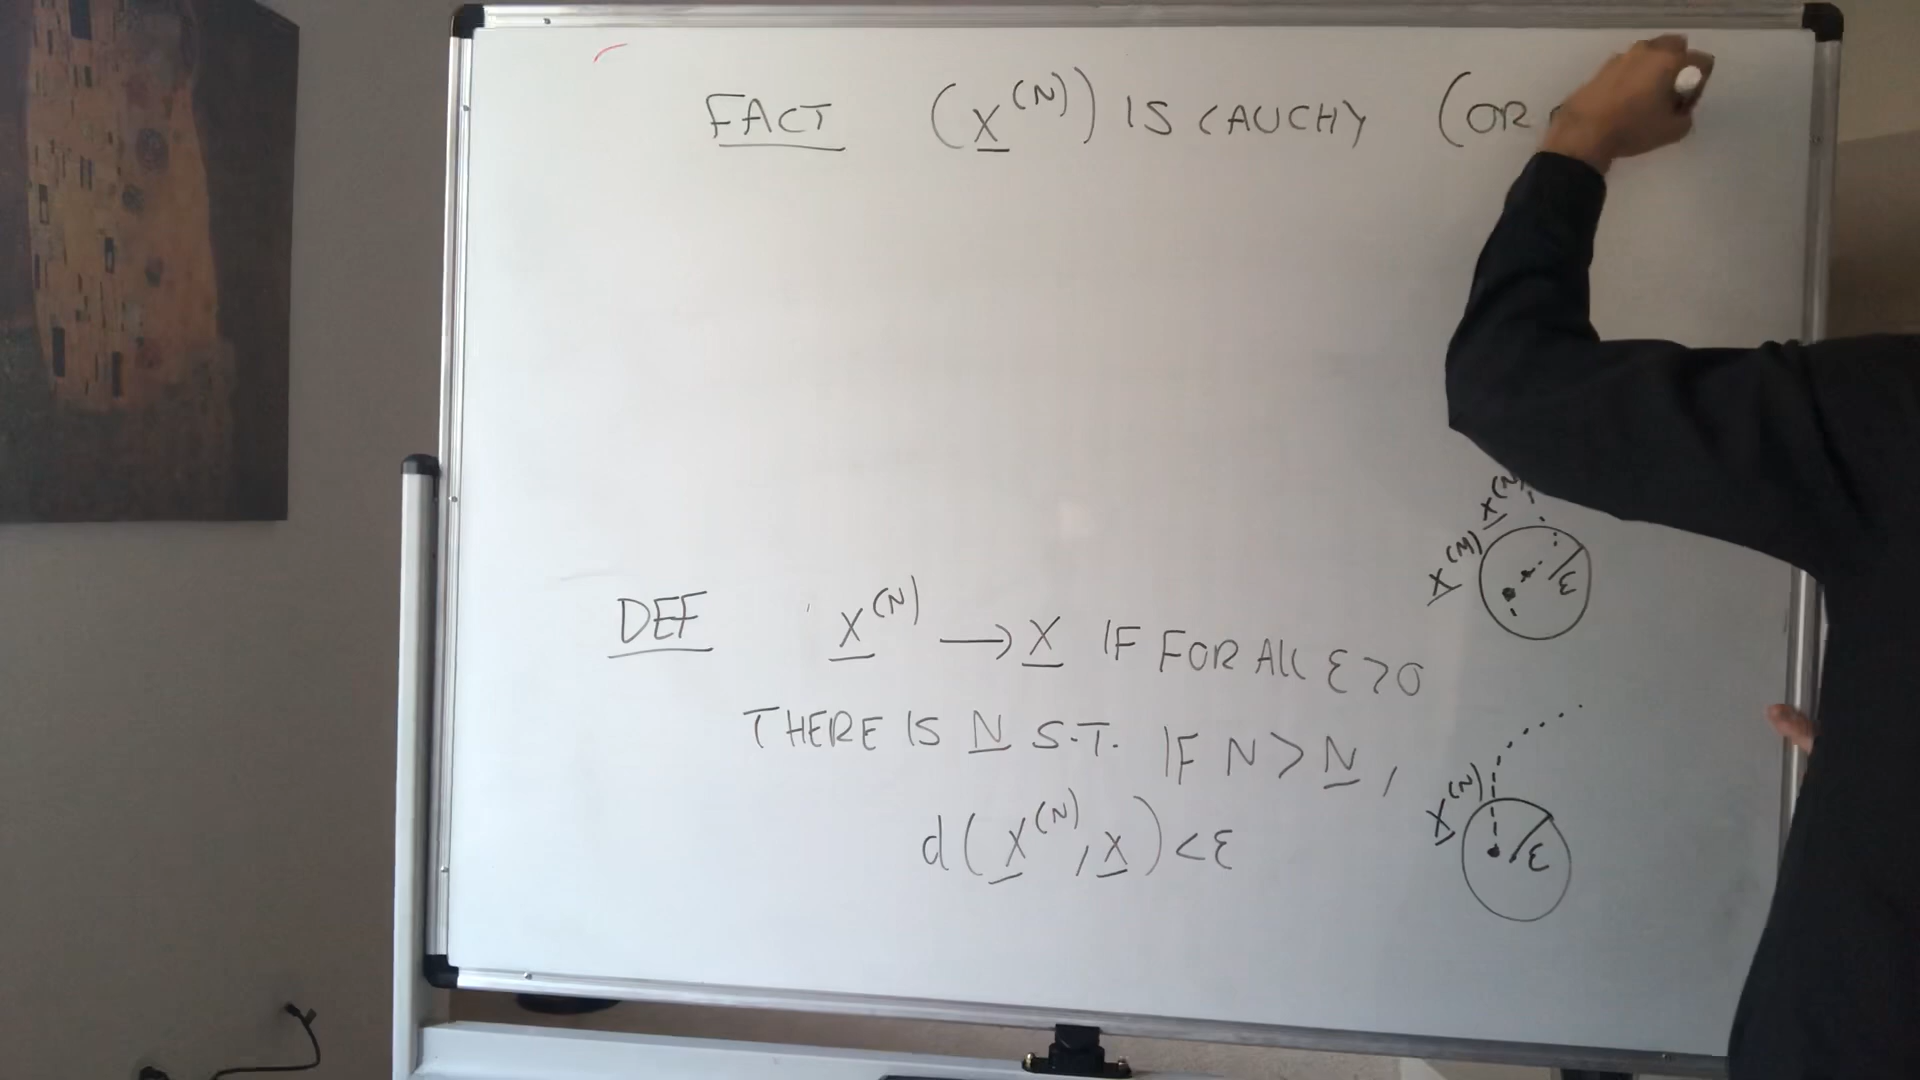 FACT (x^(N)) IS CAUCHY (OR
x^(N)
x^(M)
ε
DEF x^(N) → x IF FOR ALL ε>0
THERE IS N S.T. IF N > N,
d(x^(N), x) < ε
x^(N)
ε